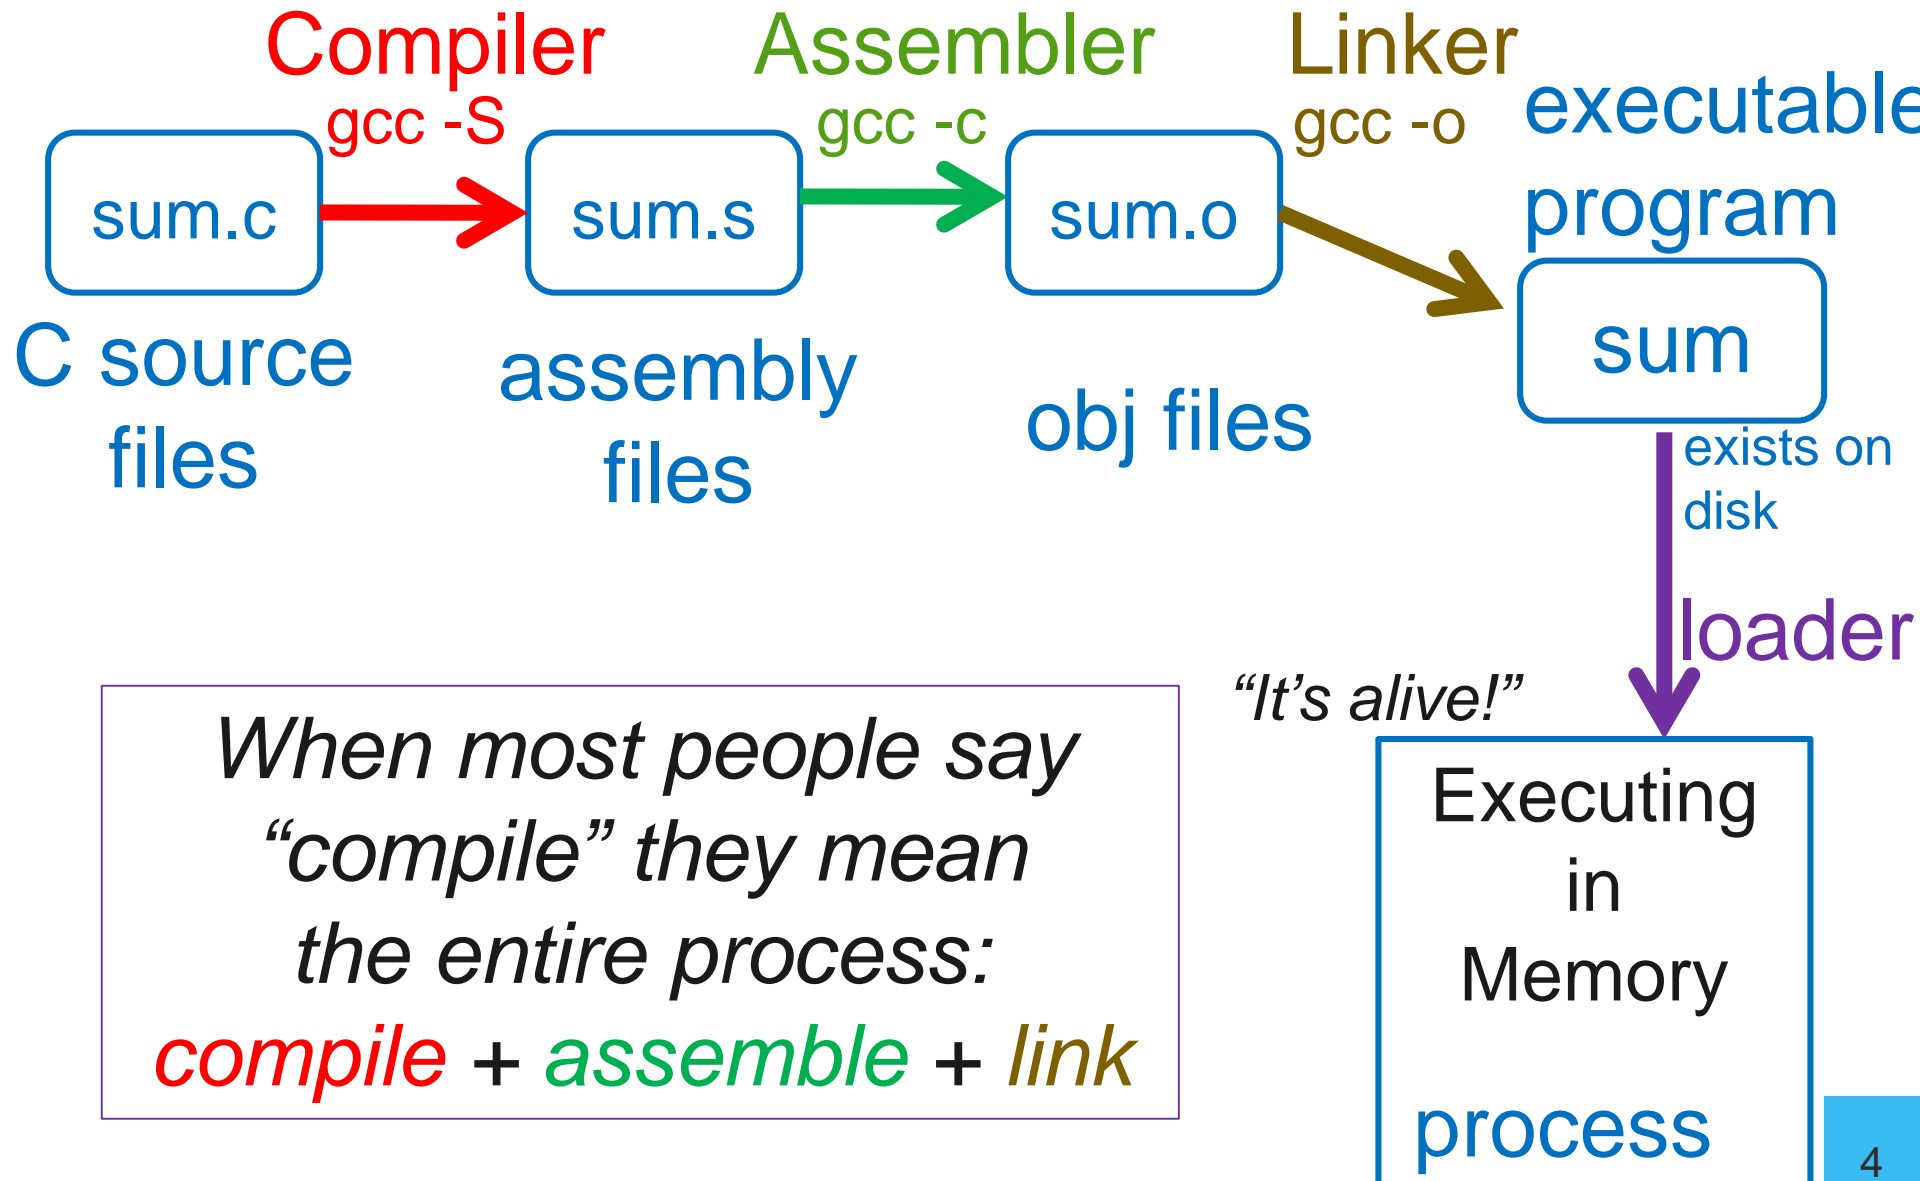 Compiler
gcc -S
Assembler
gcc -c
Linker
gcc -o
executable
program
sum.c
sum.s
sum.o
sum
C source
files
assembly
files
obj files
exists on
disk
loader
“It’s alive!”
When most people say
“compile” they mean
the entire process:
compile + assemble + link
Executing
in
Memory
process
4